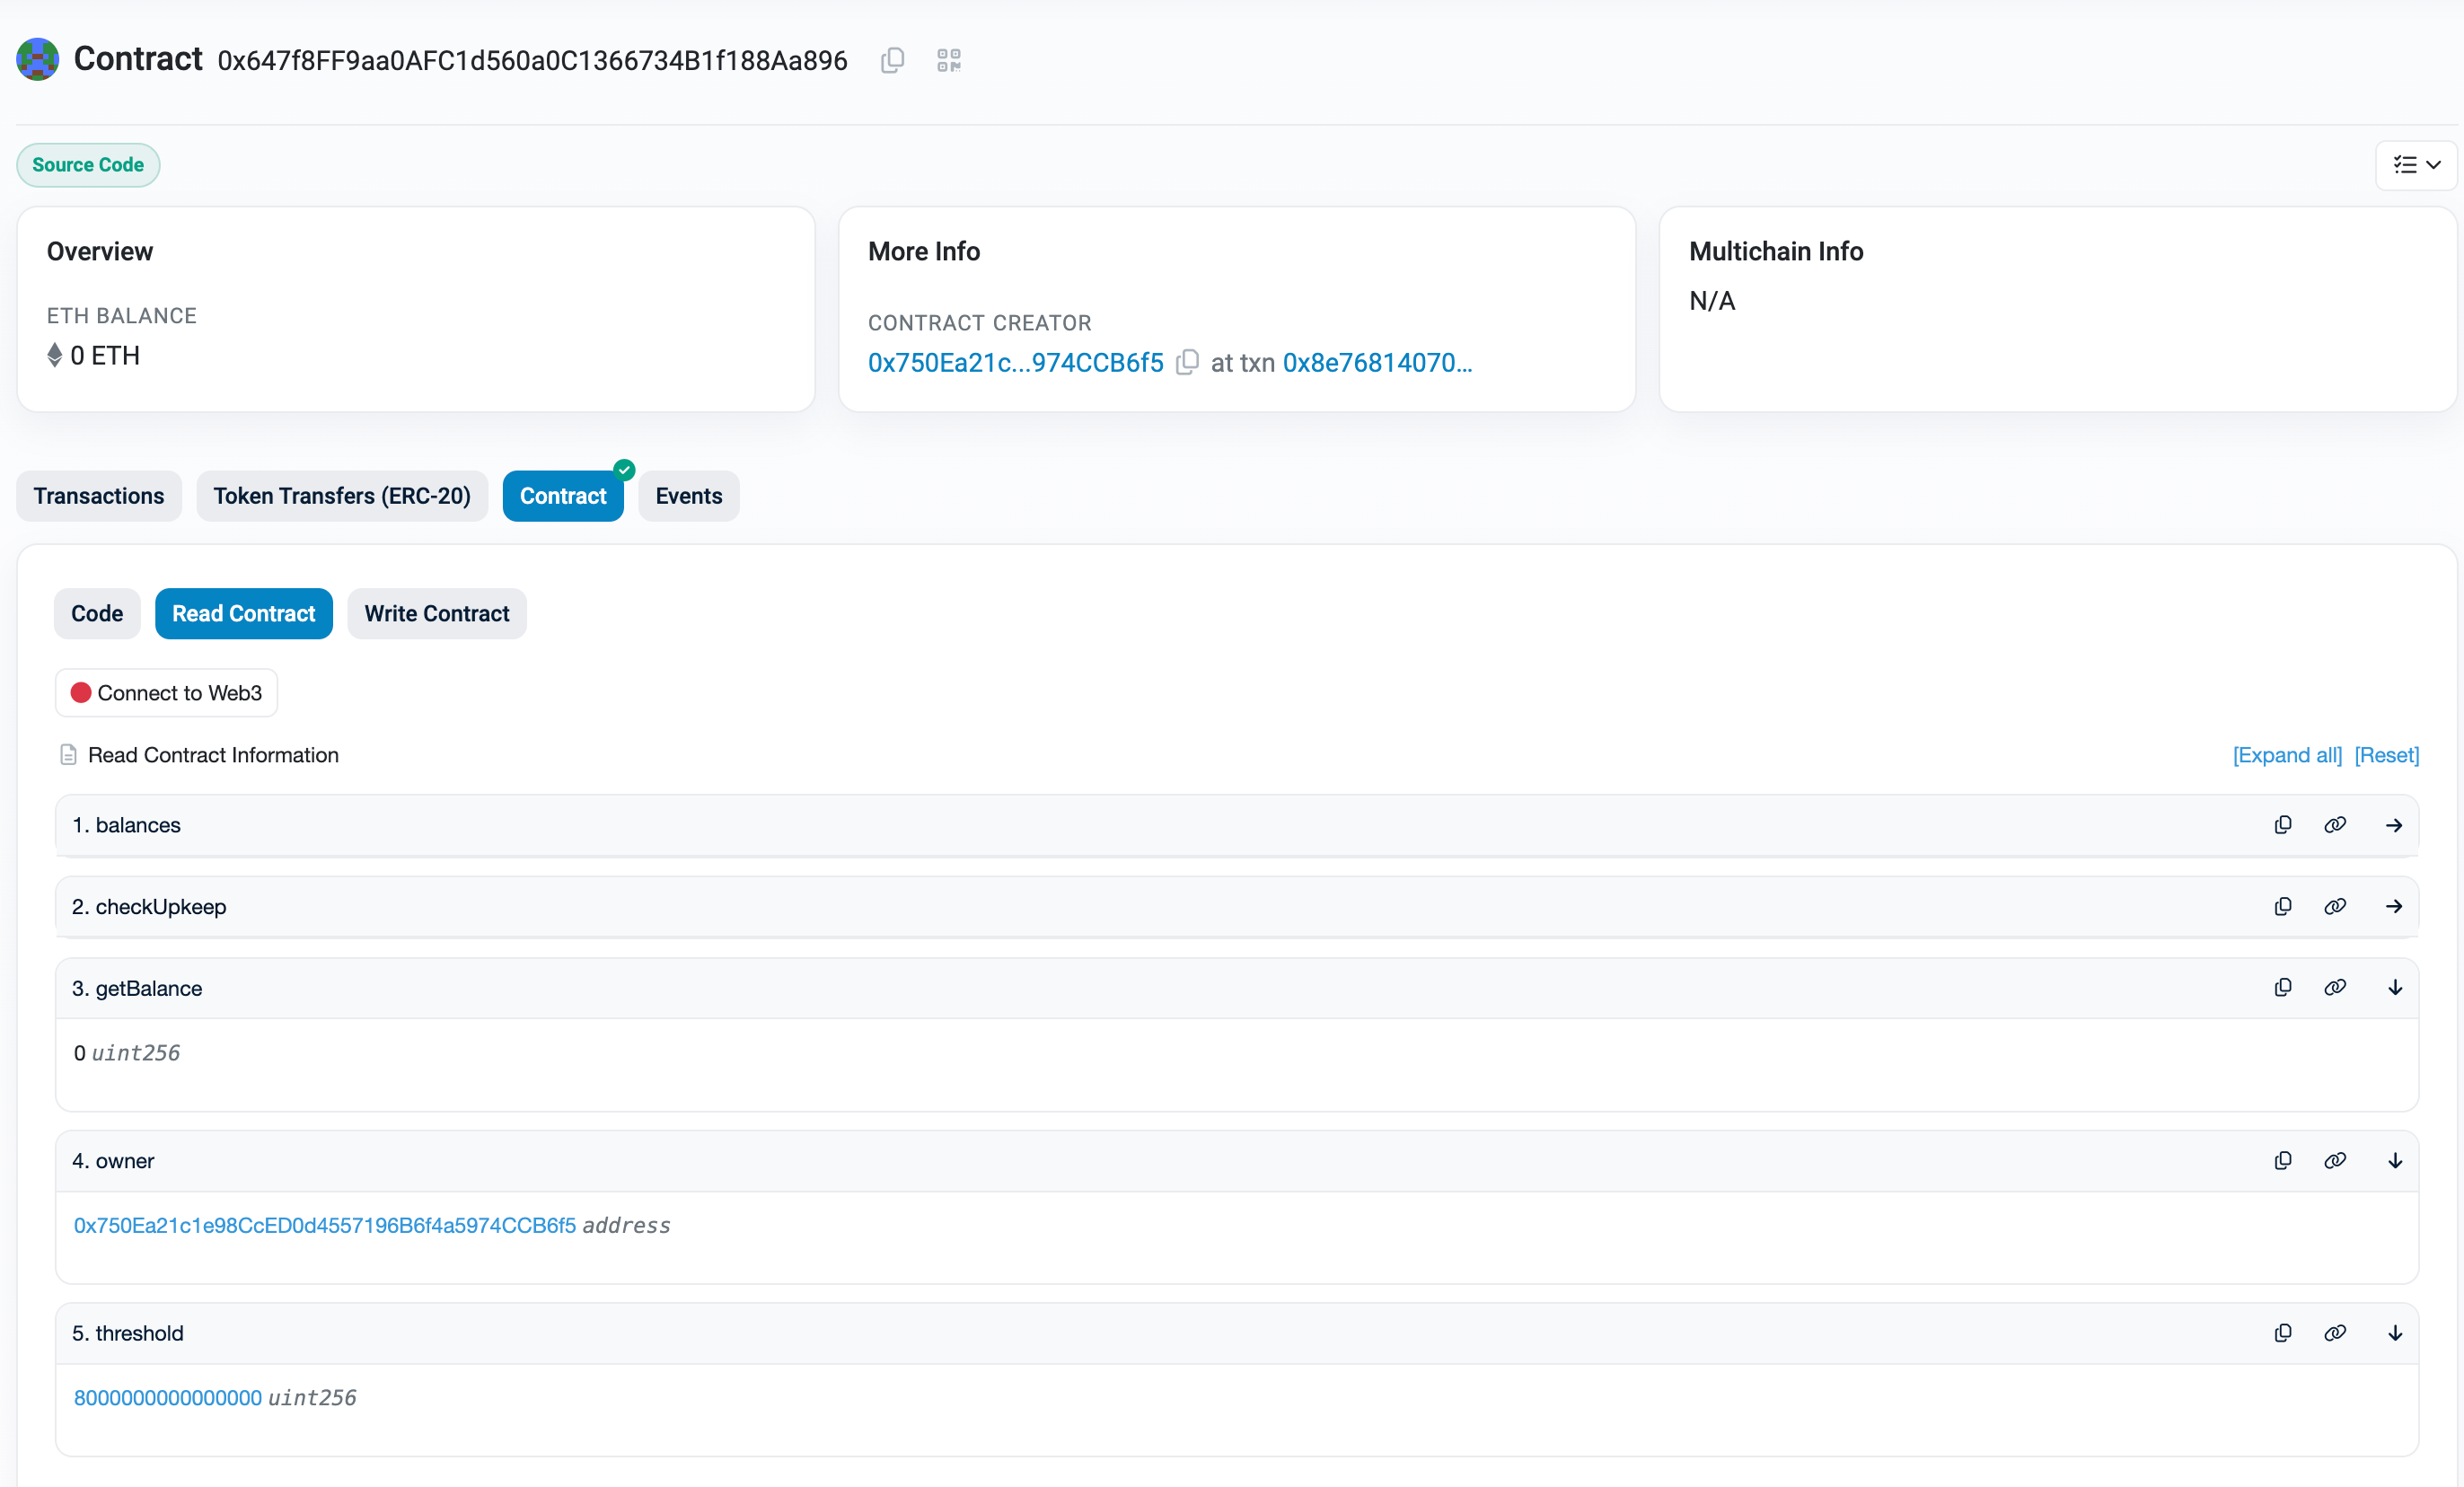 Contract 0x647f8FF9aa0AFC1d560a0C1366734B1f188Aa896
Source Code
Overview
ETH BALANCE
0 ETH
More Info
CONTRACT CREATOR
0x750Ea21c...974CCB6f5 at txn 0x8e76814070...
Multichain Info
N/A
Transactions
Token Transfers (ERC-20)
Contract
Events
Code
Read Contract
Write Contract
Connect to Web3
Read Contract Information
[Expand all] [Reset]
1. balances
2. checkUpkeep
3. getBalance
0 uint256
4. owner
0x750Ea21c1e98CcED0d4557196B6f4a5974CCB6f5 address
5. threshold
8000000000000000 uint256